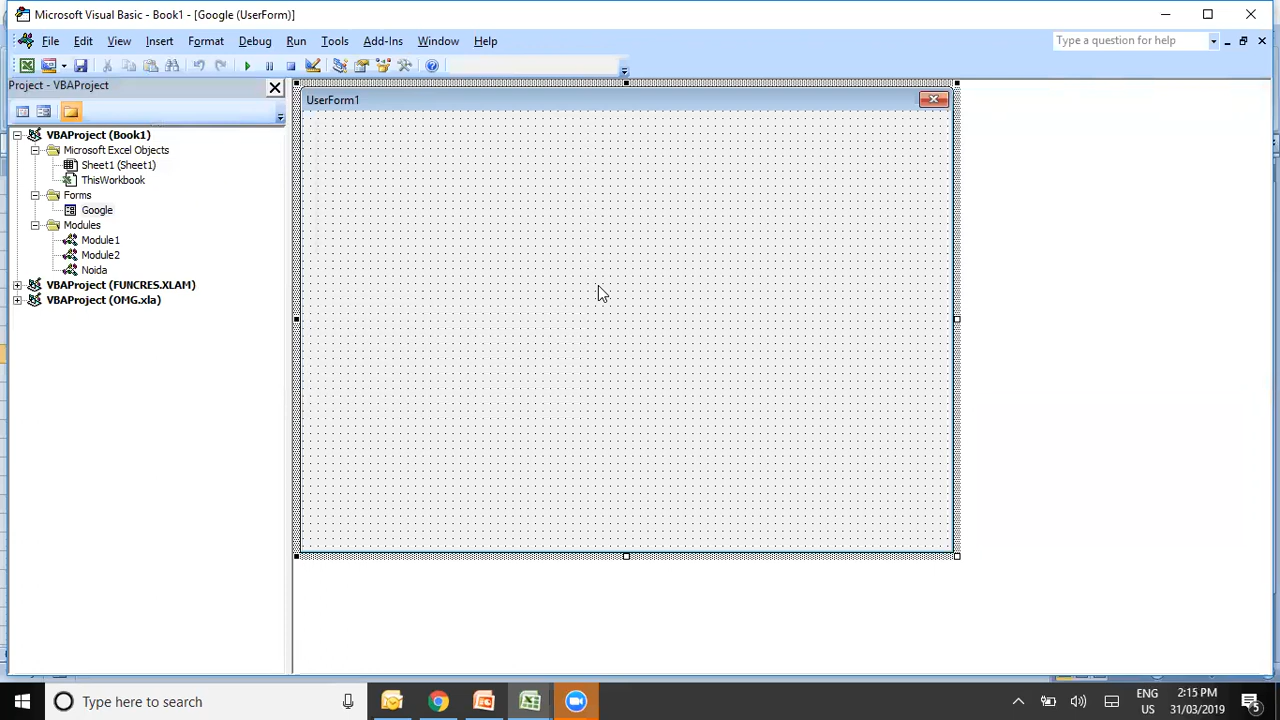 Microsoft Visual Basic - Book1 - [Google (UserForm)]
File Edit View Insert Format Debug Run Tools Add-Ins Window Help
Type a question for help
Project - VBAProject
UserForm1
VBAProject (Book1)
Microsoft Excel Objects
Sheet1 (Sheet1)
ThisWorkbook
Forms
Google
Modules
Module1
Module2
Noida
VBAProject (FUNCRES.XLAM)
VBAProject (OMG.xla)
Type here to search
ENG
US
2:15 PM
31/03/2019
5